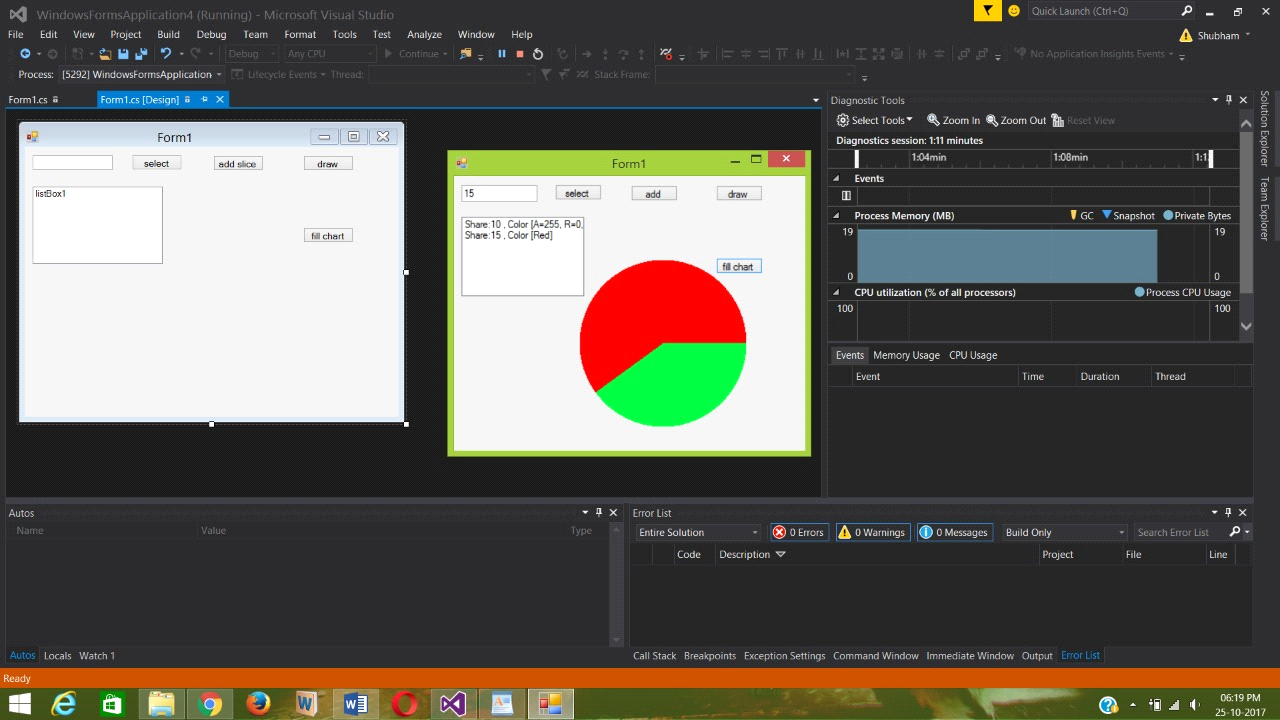 WindowsFormsApplication4 (Running) - Microsoft Visual Studio
Quick Launch (Ctrl+Q)
File Edit View Project Build Debug Team Format Tools Test Analyze Window Help
Shubham
Debug Any CPU Continue No Application Insights Events
Process: [5292] WindowsFormsApplication Lifecycle Events Thread: Stack Frame:
Form1.cs Form1.cs [Design]
Form1
select add slice draw
listBox1
fill chart
Form1
15 select add draw
Share:10 , Color [A=255, R=0,
Share:15 , Color [Red]
fill chart
Diagnostic Tools
Select Tools Zoom In Zoom Out Reset View
Diagnostics session: 1:11 minutes
1:04min 1:08min 1:1
Events
Process Memory (MB) GC Snapshot Private Bytes
19 19
0 0
CPU utilization (% of all processors) Process CPU Usage
100 100
Events Memory Usage CPU Usage
Event Time Duration Thread
Solution Explorer
Team Explorer
Autos
Name Value Type
Autos Locals Watch 1
Error List
Entire Solution 0 Errors 0 Warnings 0 Messages Build Only Search Error List
Code Description Project File Line
Call Stack Breakpoints Exception Settings Command Window Immediate Window Output Error List
Ready
06:19 PM
25-10-2017